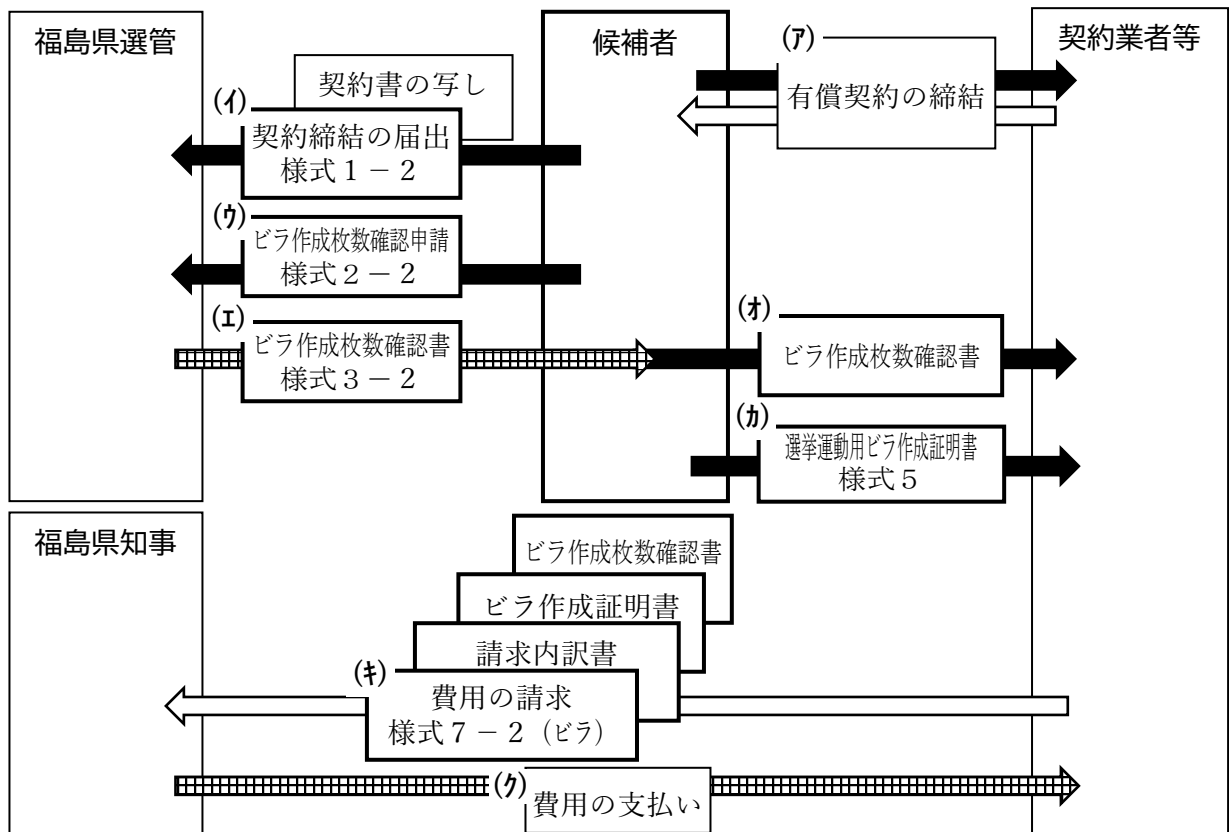 福島県選管
候補者
契約業者等
(ｱ)
有償契約の締結
契約書の写し
(ｲ)
契約締結の届出
様式１－２
(ｳ)
ビラ作成枚数確認申請
様式２－２
(ｴ)
ビラ作成枚数確認書
様式３－２
(ｵ)
ビラ作成枚数確認書
(ｶ)
選挙運動用ビラ作成証明書
様式５
福島県知事
ビラ作成枚数確認書
ビラ作成証明書
請求内訳書
(ｷ)
費用の請求
様式７－２（ビラ）
(ｸ)
費用の支払い